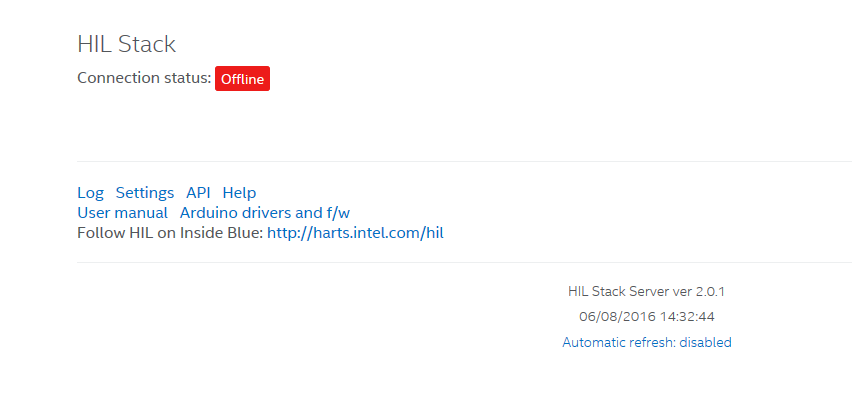 HIL Stack
Connection status: Offline
Log Settings API Help
User manual Arduino drivers and f/w
Follow HIL on Inside Blue: http://harts.intel.com/hil
HIL Stack Server ver 2.0.1
06/08/2016 14:32:44
Automatic refresh: disabled